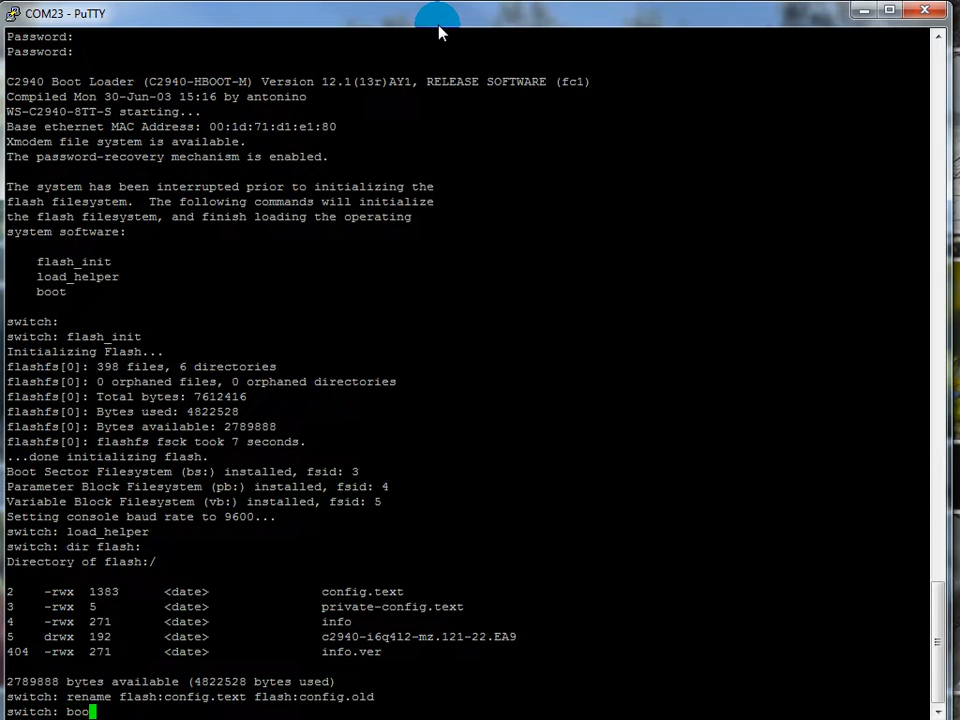 COM23 - PuTTY
Password:
Password:
C2940 Boot Loader (C2940-HBOOT-M) Version 12.1(13r)AY1, RELEASE SOFTWARE (fc1)
Compiled Mon 30-Jun-03 15:16 by antonino
WS-C2940-8TT-S starting...
Base ethernet MAC Address: 00:1d:71:d1:e1:80
Xmodem file system is available.
The password-recovery mechanism is enabled.
The system has been interrupted prior to initializing the
flash filesystem.  The following commands will initialize
the flash filesystem, and finish loading the operating
system software:
flash_init
load_helper
boot
switch:
switch: flash_init
Initializing Flash...
flashfs[0]: 398 files, 6 directories
flashfs[0]: 0 orphaned files, 0 orphaned directories
flashfs[0]: Total bytes: 7612416
flashfs[0]: Bytes used: 4822528
flashfs[0]: Bytes available: 2789888
flashfs[0]: flashfs fsck took 7 seconds.
...done initializing flash.
Boot Sector Filesystem (bs:) installed, fsid: 3
Parameter Block Filesystem (pb:) installed, fsid: 4
Variable Block Filesystem (vb:) installed, fsid: 5
Setting console baud rate to 9600...
switch: load_helper
switch: dir flash:
Directory of flash:/
2    -rwx  1383      <date>               config.text
3    -rwx  5         <date>               private-config.text
4    -rwx  271       <date>               info
5    drwx  192       <date>               c2940-i6q4l2-mz.121-22.EA9
404  -rwx  271       <date>               info.ver
2789888 bytes available (4822528 bytes used)
switch: rename flash:config.text flash:config.old
switch: boo